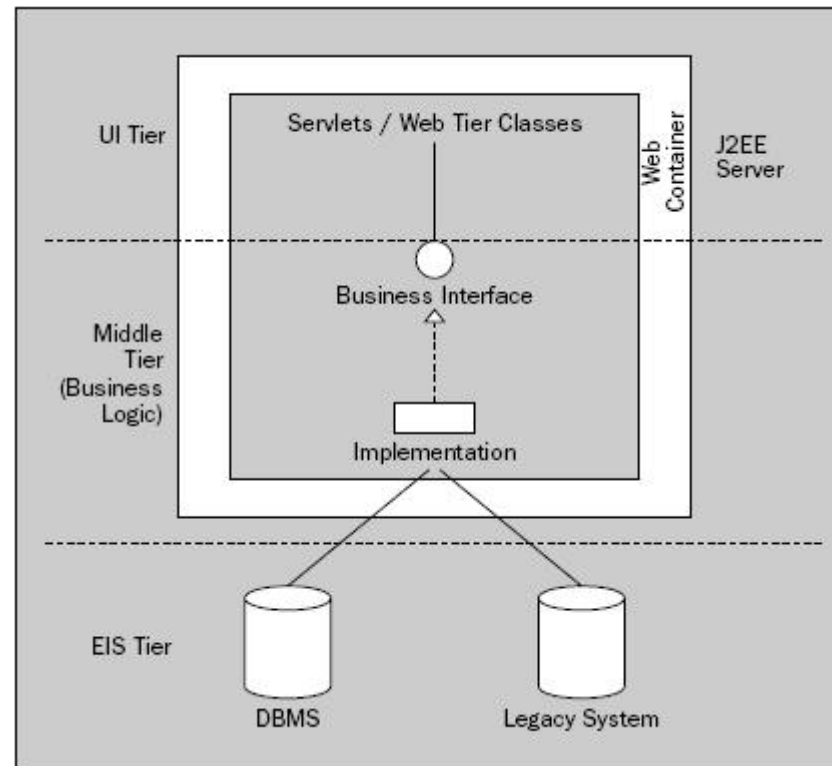 Servlets / Web Tier Classes
UI Tier
Web
Container
J2EE
Server
Business Interface
Middle
Tier
(Business
Logic)
Implementation
EIS Tier
DBMS
Legacy System